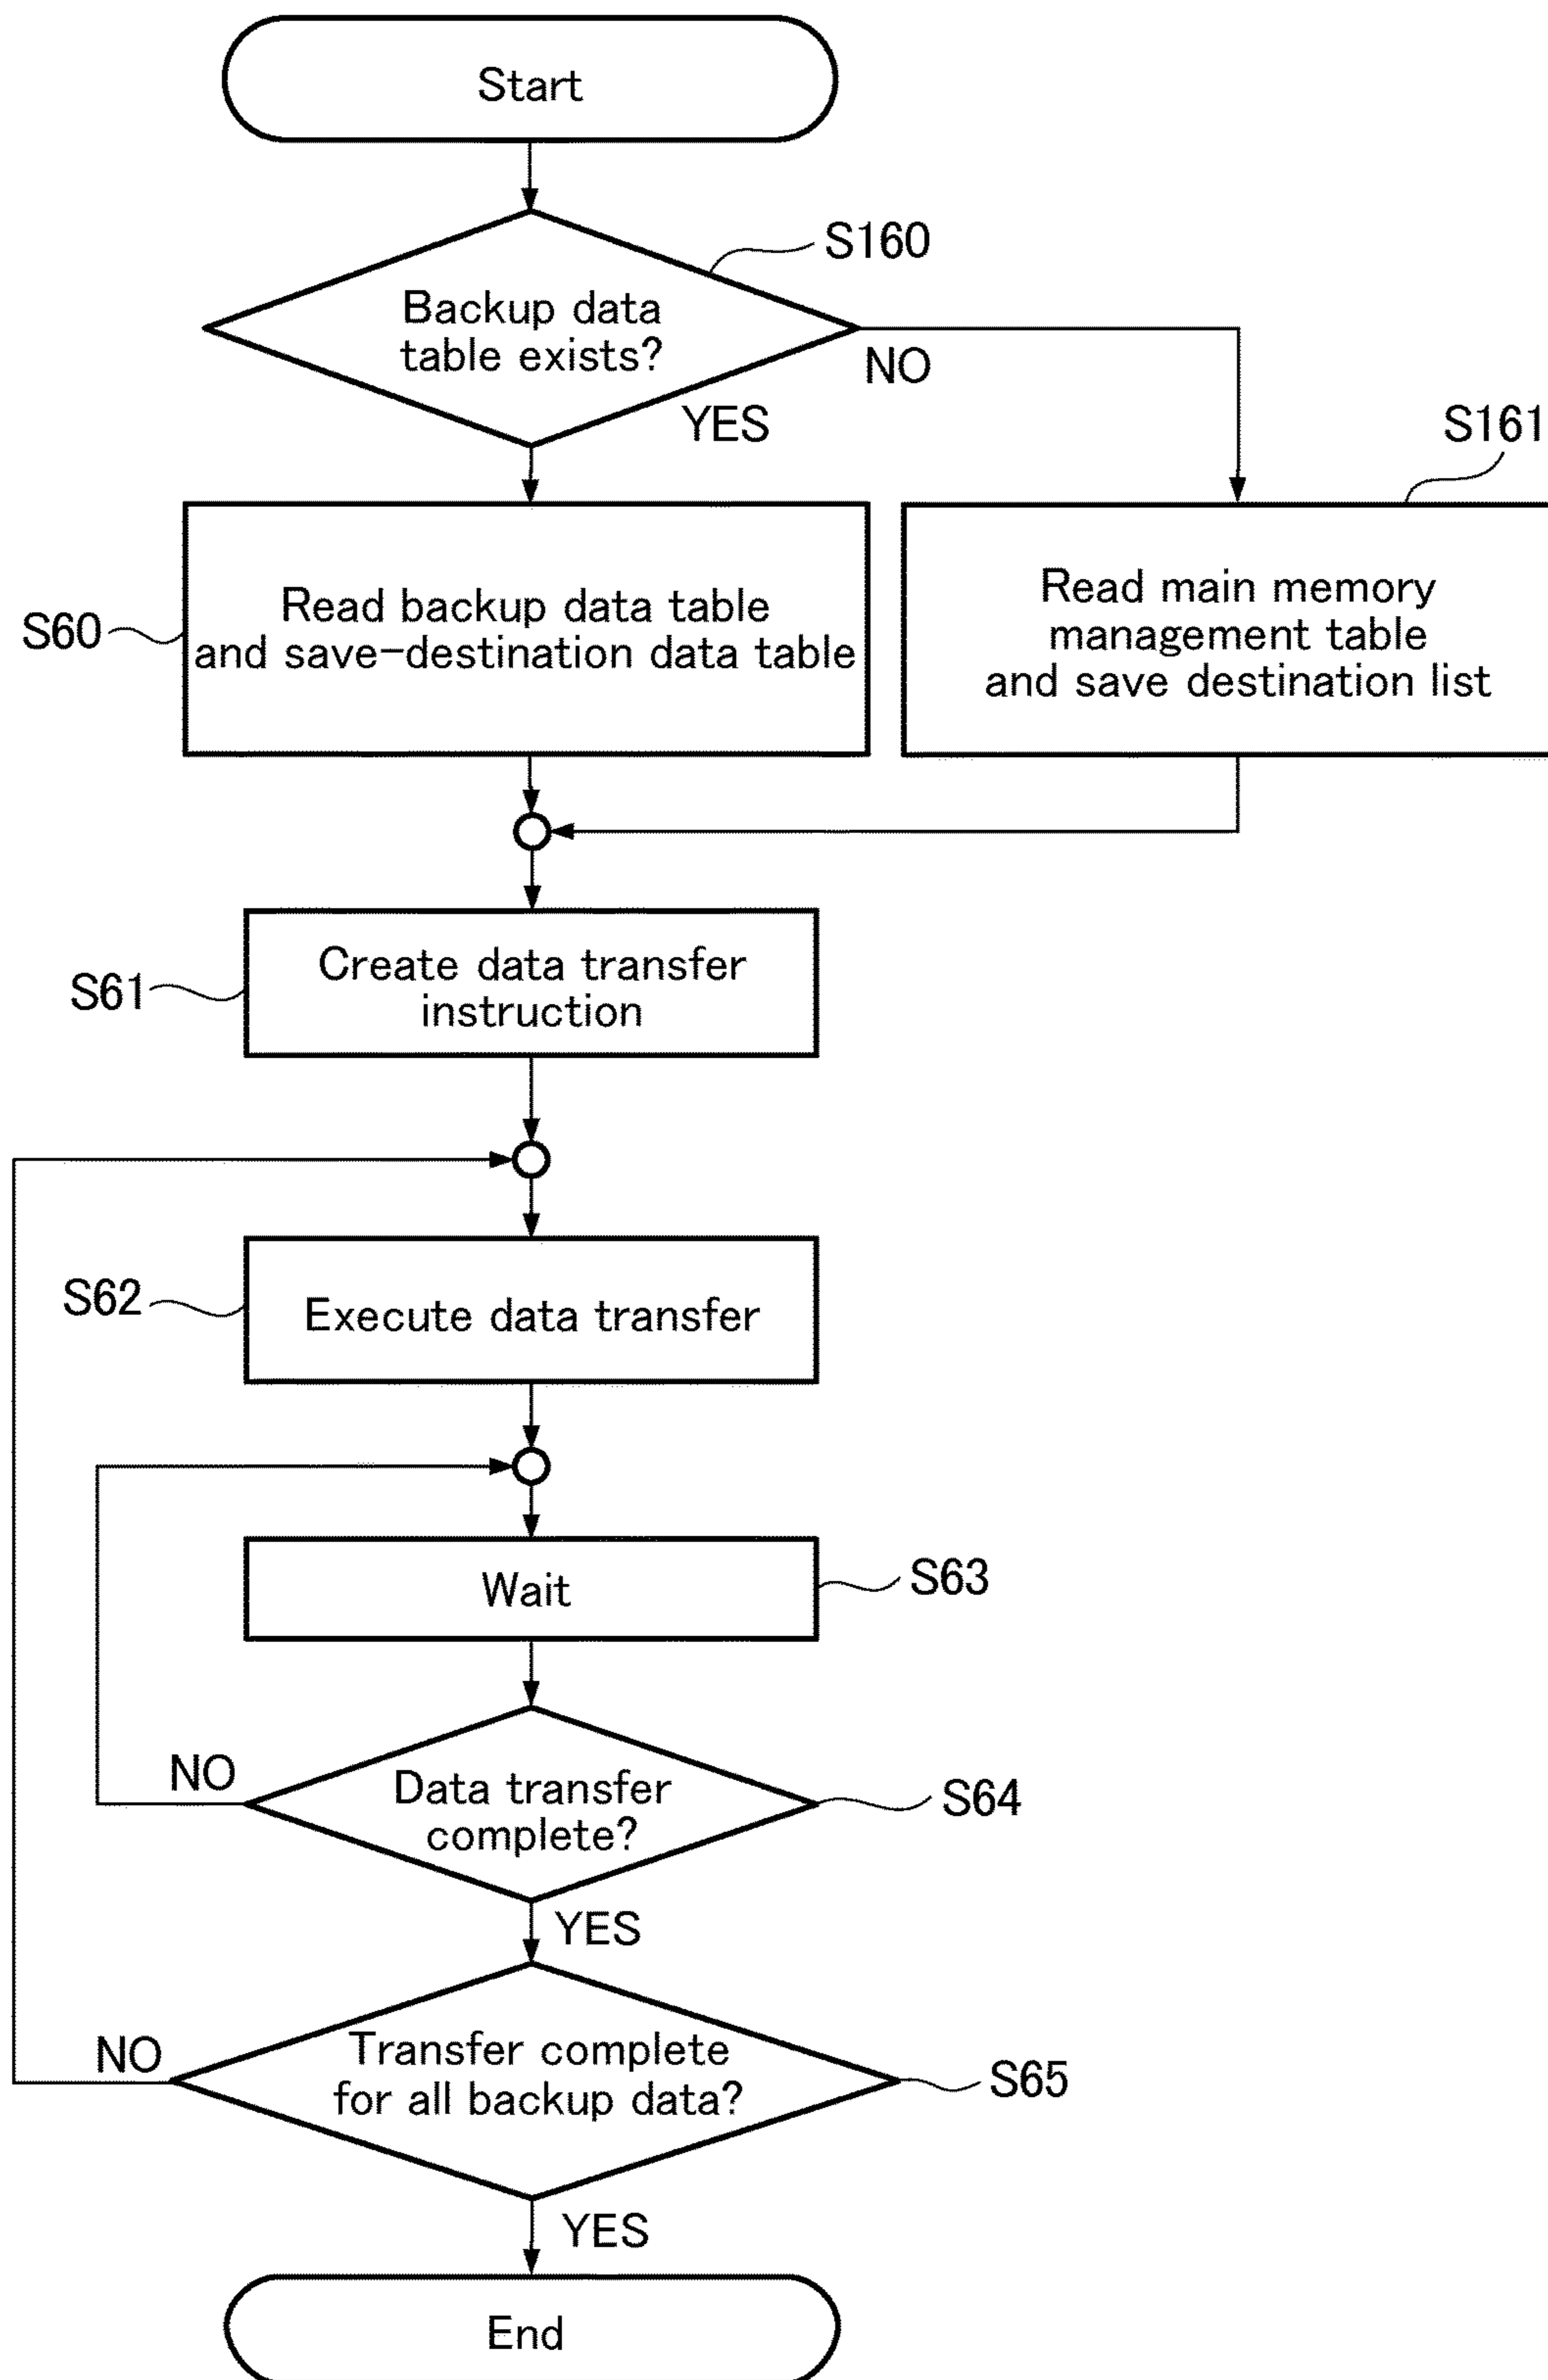 Start
S160
Backup data
table exists?
NO
YES
S161
S60
Read backup data table
and save-destination data table
Read main memory
management table
and save destination list
S61
Create data transfer
instruction
S62
Execute data transfer
Wait
S63
NO
Data transfer
complete?
S64
YES
NO
Transfer complete
for all backup data?
S65
YES
End